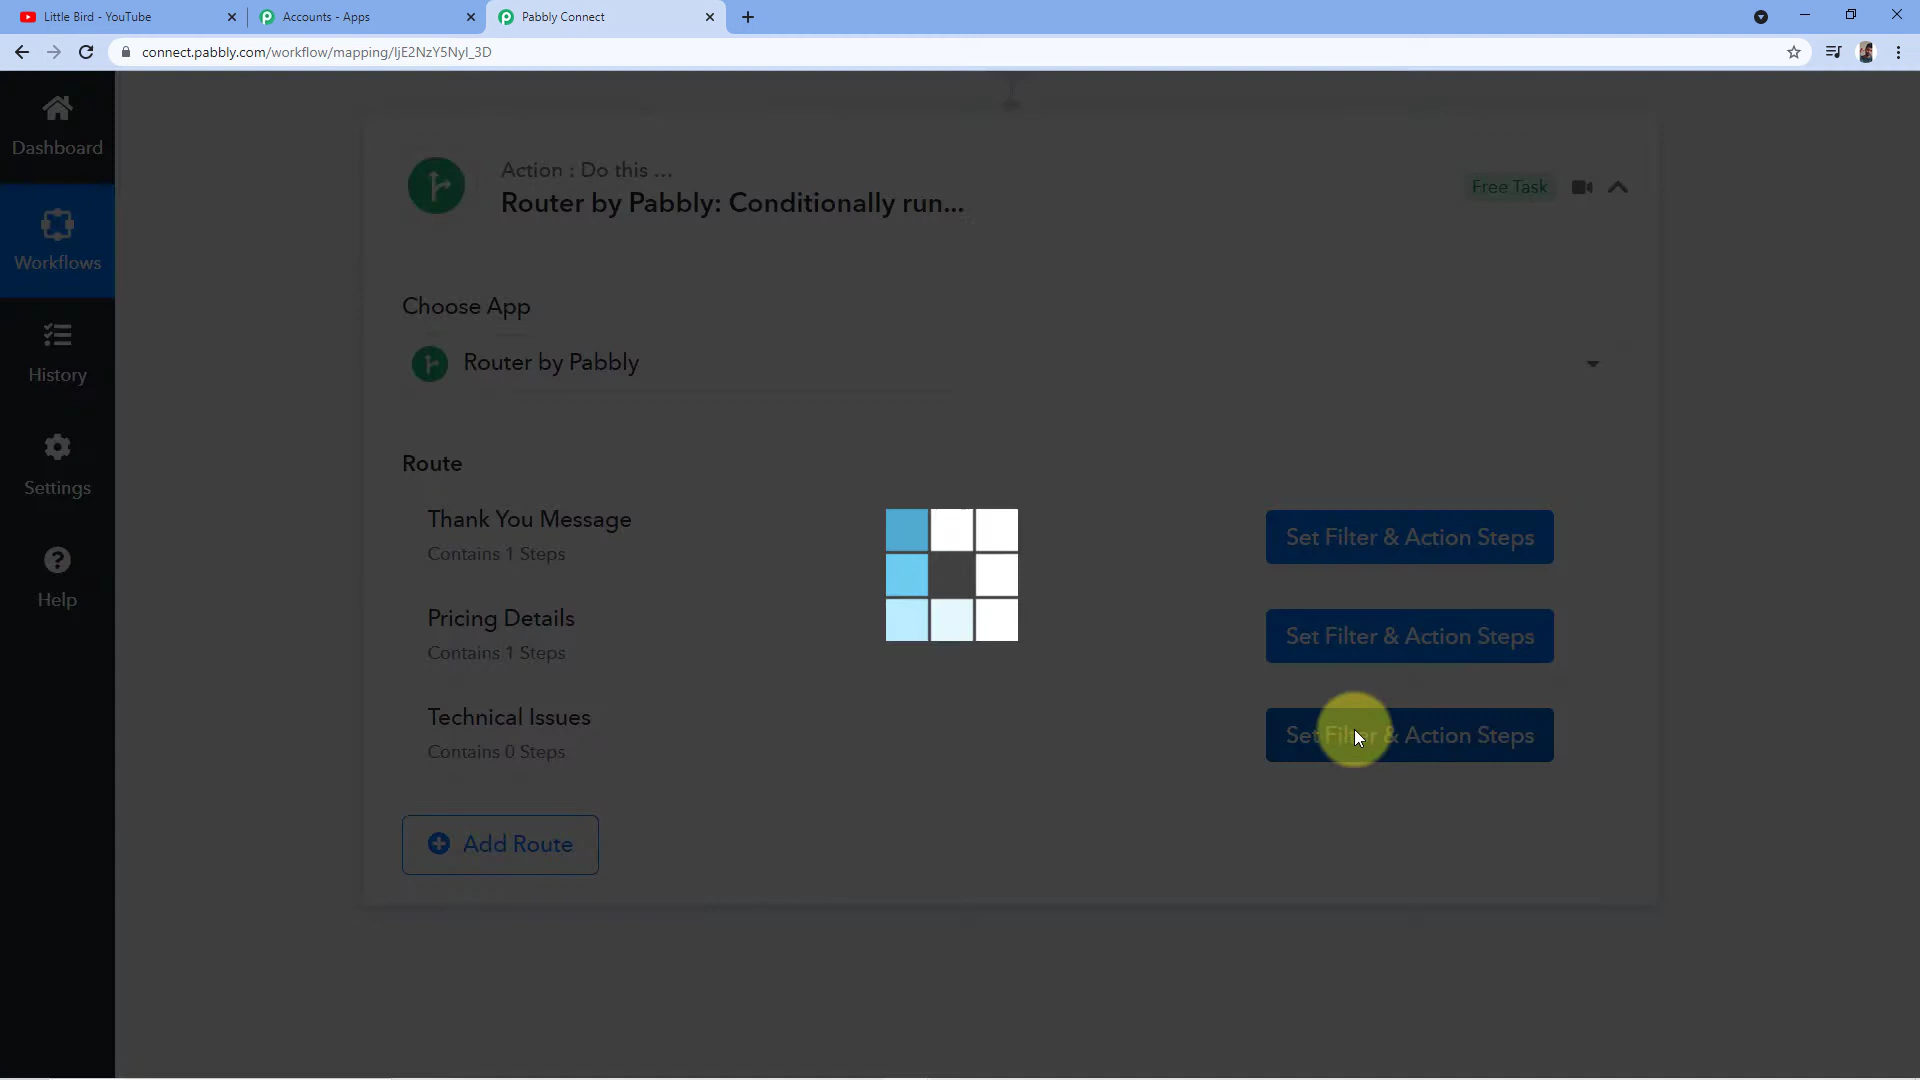 Little Bird - YouTube
Accounts - Apps
Pabbly Connect
connect.pabbly.com/workflow/mapping/IjE2NzY5NyI_3D
Dashboard
Workflows
History
Settings
Help
Action : Do this ...
Router by Pabbly: Conditionally run...
Free Task
Choose App
Router by Pabbly
Route
Thank You Message
Contains 1 Steps
Set Filter & Action Steps
Pricing Details
Contains 1 Steps
Set Filter & Action Steps
Technical Issues
Contains 0 Steps
Set Filter & Action Steps
Add Route